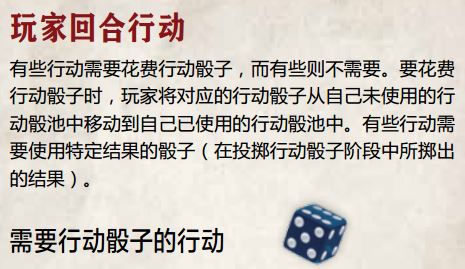 玩家回合行动
有些行动需要花费行动骰子，而有些则不需要。要花费
行动骰子时，玩家将对应的行动骰子从自己未使用的行
动骰池中移动到自己已使用的行动骰池中。有些行动需
要使用特定结果的骰子（在投掷行动骰子阶段中所掷出
的结果）。
需要行动骰子的行动